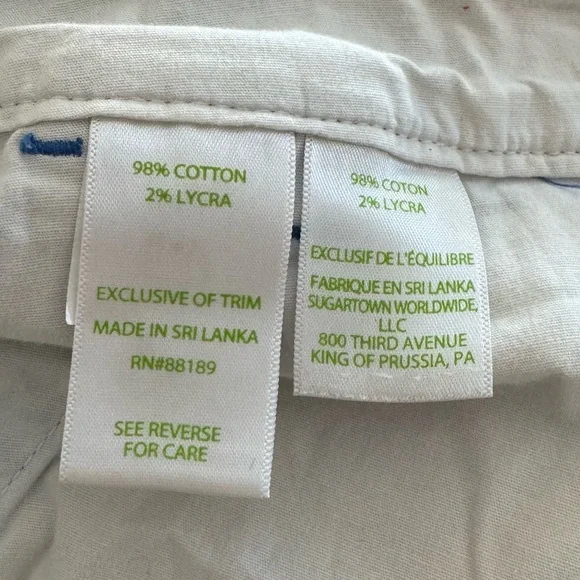 98% COTTON
2% LYCRA
EXCLUSIVE OF TRIM
MADE IN SRI LANKA
RN#88189
SEE REVERSE
FOR CARE
98% COTON
2% LYCRA
EXCLUSIF DE L'ÉQUILIBRE
FABRIQUE EN SRI LANKA
SUGARTOWN WORLDWIDE,
LLC
800 THIRD AVENUE
KING OF PRUSSIA, PA